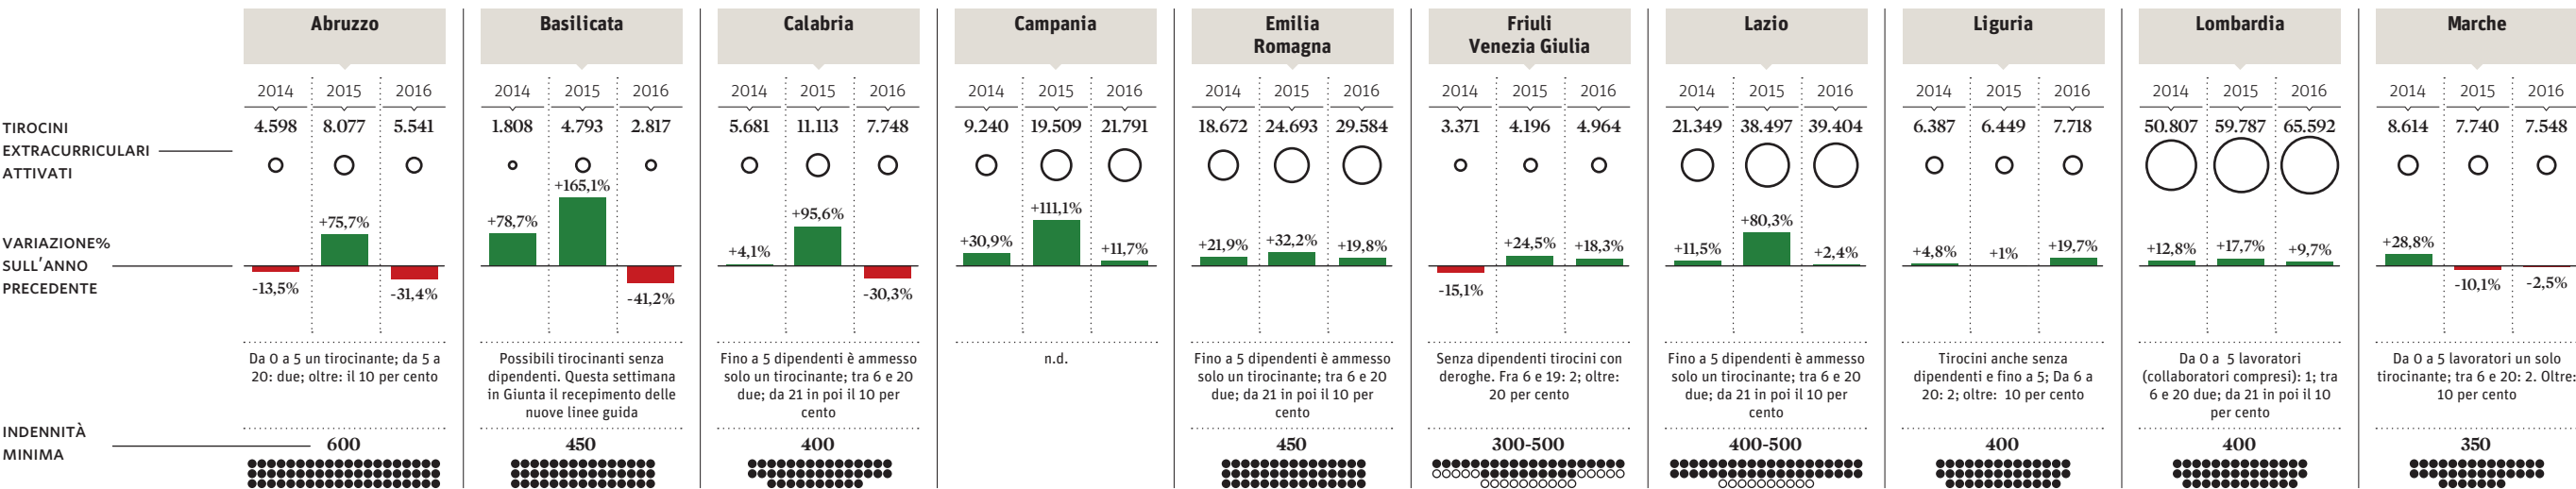 Abruzzo
Basilicata
Calabria
Campania
Emilia
Romagna
Friuli
Venezia Giulia
Lazio
Liguria
Lombardia
Marche
2014 2015 2016
2014 2015 2016
2014 2015 2016
2014 2015 2016
2014 2015 2016
2014 2015 2016
2014 2015 2016
2014 2015 2016
2014 2015 2016
2014 2015 2016
TIROCINI
EXTRACURRICULARI
ATTIVATI
4.598 8.077 5.541
1.808 4.793 2.817
5.681 11.113 7.748
9.240 19.509 21.791
18.672 24.693 29.584
3.371 4.196 4.964
21.349 38.497 39.404
6.387 6.449 7.718
50.807 59.787 65.592
8.614 7.740 7.548
VARIAZIONE%
SULL'ANNO
PRECEDENTE
-13,5% +75,7% -31,4%
+78,7% +165,1% -41,2%
+4,1% +95,6% -30,3%
+30,9% +111,1% +11,7%
+21,9% +32,2% +19,8%
-15,1% +24,5% +18,3%
+11,5% +80,3% +2,4%
+4,8% +1% +19,7%
+12,8% +17,7% +9,7%
+28,8% -10,1% -2,5%
Da 0 a 5 un tirocinante; da 5 a
20: due; oltre: il 10 per cento
Possibili tirocinanti senza
dipendenti. Questa settimana
in Giunta il recepimento delle
nuove linee guida
Fino a 5 dipendenti è ammesso
solo un tirocinante; tra 6 e 20
due; da 21 in poi il 10 per
cento
n.d.
Fino a 5 dipendenti è ammesso
solo un tirocinante; tra 6 e 20
due; da 21 in poi il 10 per
cento
Senza dipendenti tirocini con
deroghe. Fra 6 e 19: 2; oltre:
20 per cento
Fino a 5 dipendenti è ammesso
solo un tirocinante; tra 6 e 20
due; da 21 in poi il 10 per
cento
Tirocini anche senza
dipendenti e fino a 5; Da 6 a
20: 2; oltre: 10 per cento
Da 0 a 5 lavoratori
(collaboratori compresi): 1; tra
6 e 20 due; da 21 in poi il 10
per cento
Da 0 a 5 lavoratori un solo
tirocinante; tra 6 e 20: 2. Oltre:
10 per cento
INDENNITÀ
MINIMA
600
450
400
450
300-500
400-500
400
400
350